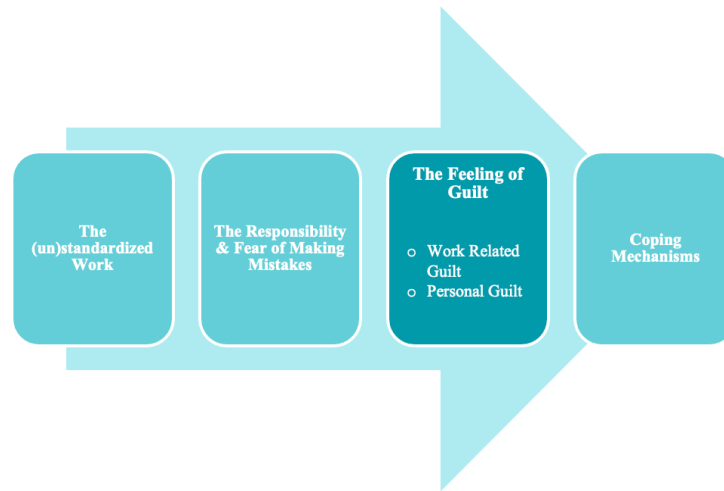 The
(un)standardized
Work
The Responsibility
& Fear of Making
Mistakes
The Feeling of
Guilt
○ Work Related
Guilt
○ Personal Guilt
Coping
Mechanisms